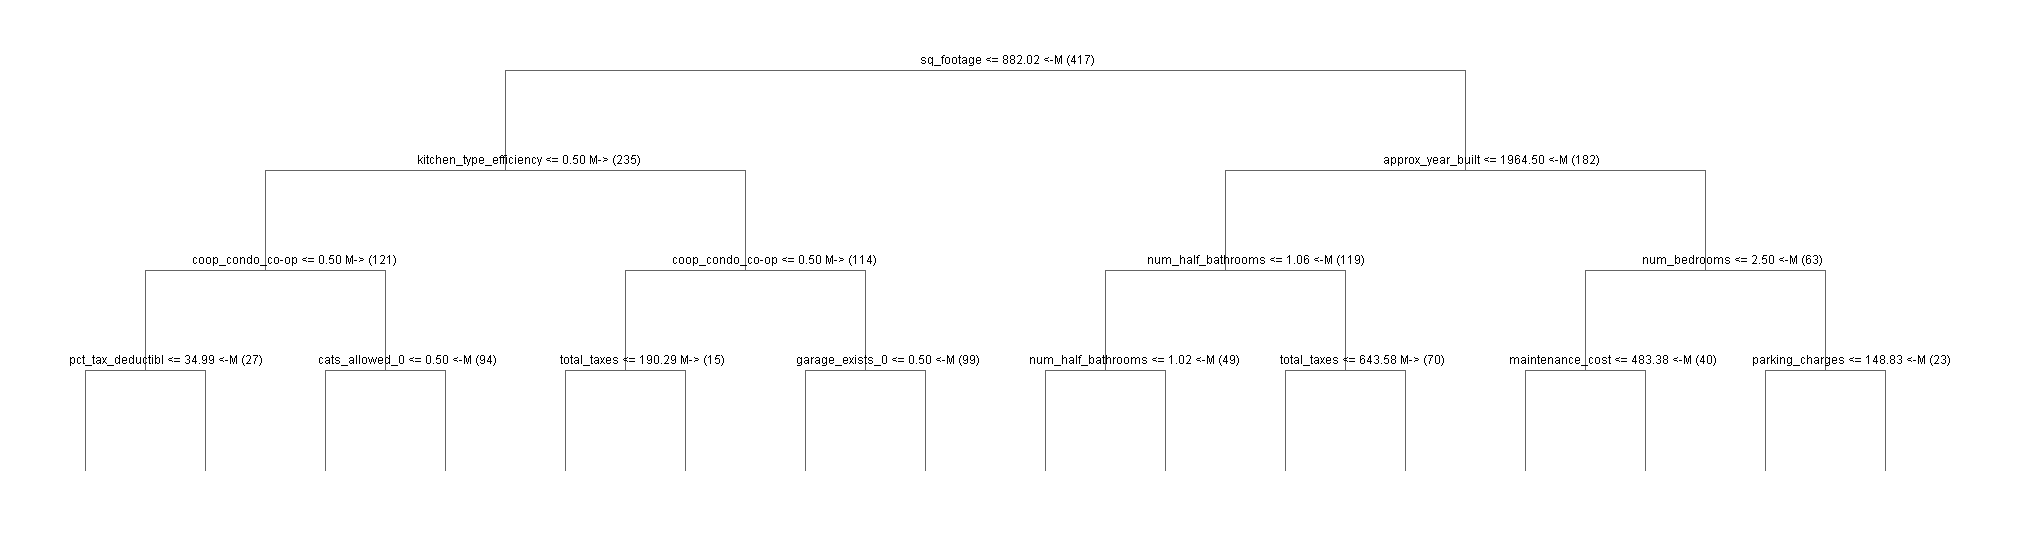 sq_footage <= 882.02 <-M (417)
kitchen_type_efficiency <= 0.50 M-> (235)
approx_year_built <= 1964.50 <-M (182)
coop_condo_co-op <= 0.50 M-> (121)
coop_condo_co-op <= 0.50 M-> (114)
num_half_bathrooms <= 1.06 <-M (119)
num_bedrooms <= 2.50 <-M (63)
pct_tax_deductibl <= 34.99 <-M (27)
cats_allowed_0 <= 0.50 <-M (94)
total_taxes <= 190.29 M-> (15)
garage_exists_0 <= 0.50 <-M (99)
num_half_bathrooms <= 1.02 <-M (49)
total_taxes <= 643.58 M-> (70)
maintenance_cost <= 483.38 <-M (40)
parking_charges <= 148.83 <-M (23)